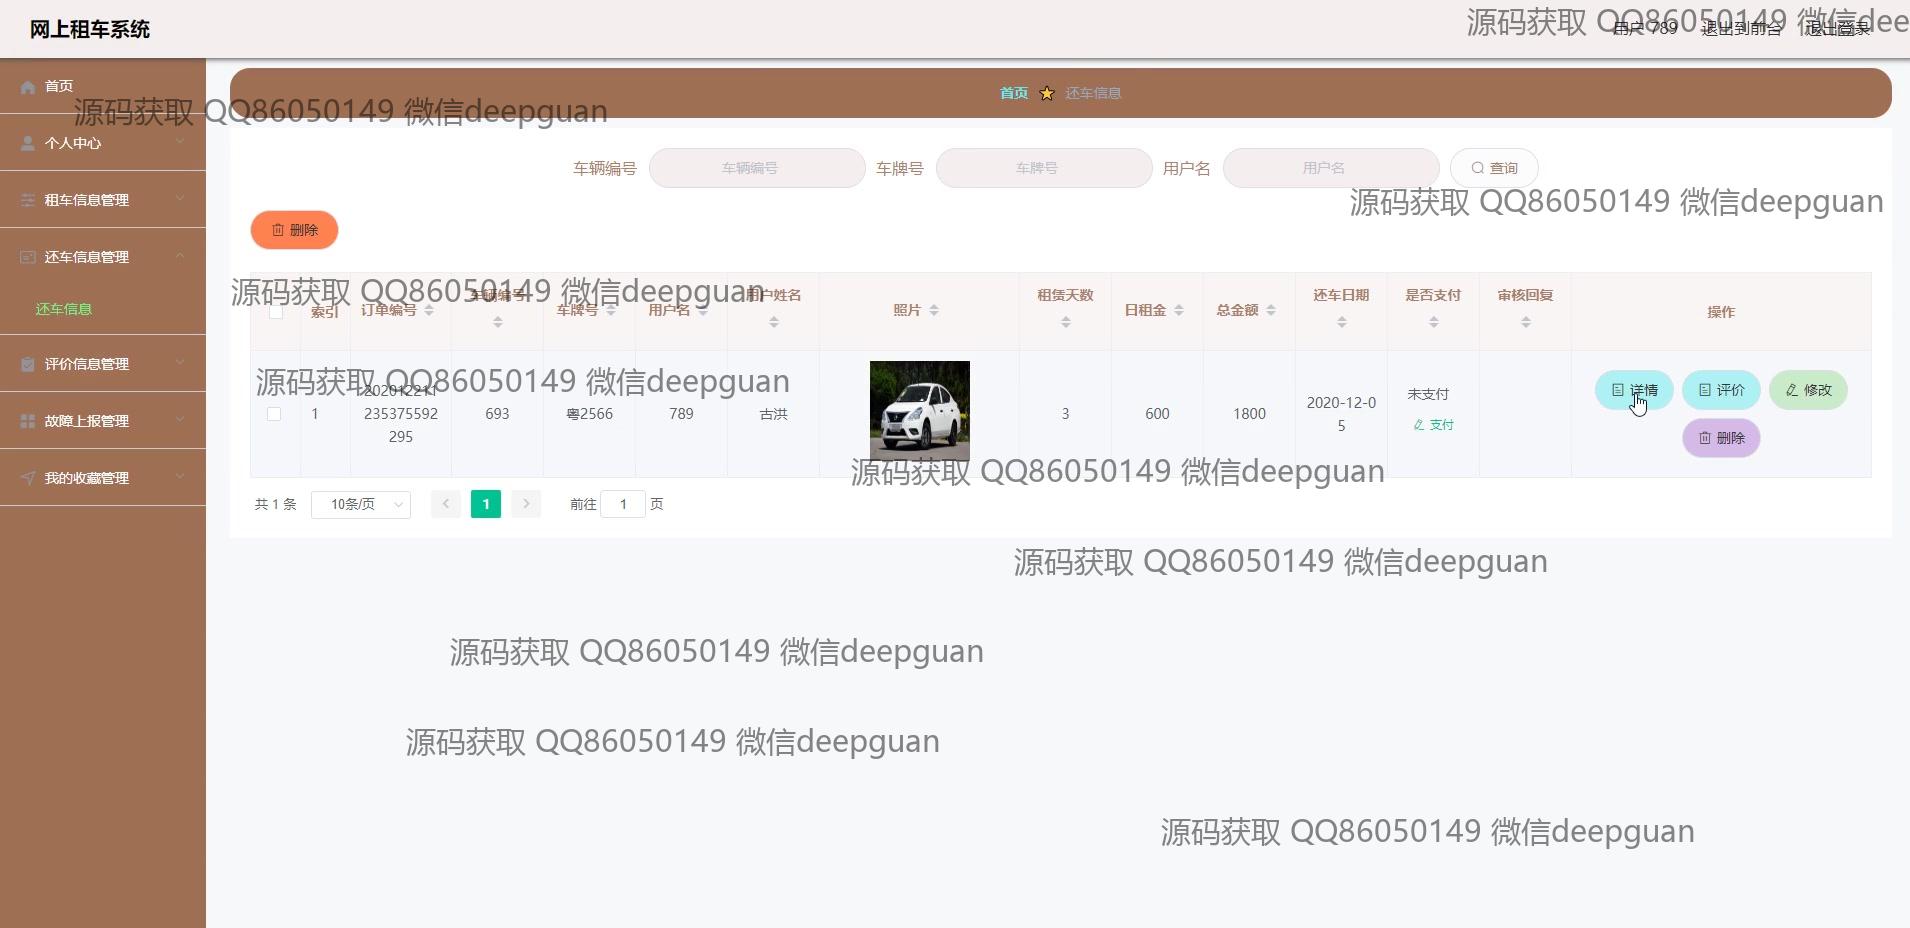 网上租车系统
源码获取 QQ86050149 微信dee
用户 789 退出到前台 退出登录
首页
源码获取 QQ86050149 微信deepguan
个人中心
租车信息管理
还车信息管理
还车信息
评价信息管理
故障上报管理
我的收藏管理
首页 还车信息
车辆编号 车辆编号 车牌号 车牌号 用户名 用户名 查询
源码获取 QQ86050149 微信deepguan
删除
源码获取 QQ86050149 微信deepguan
索引 订单编号 车辆编号 车牌号 用户名 用户姓名 照片 租赁天数 日租金 总金额 还车日期 是否支付 审核回复 操作
源码获取 QQ86050149 微信deepguan
1
202012211
235375592
295
693 粤2566 789 古洪 3 600 1800
2020-12-0
5
未支付
支付
详情 评价 修改
删除
源码获取 QQ86050149 微信deepguan
共 1 条 10条/页 1 前往 1 页
源码获取 QQ86050149 微信deepguan
源码获取 QQ86050149 微信deepguan
源码获取 QQ86050149 微信deepguan
源码获取 QQ86050149 微信deepguan